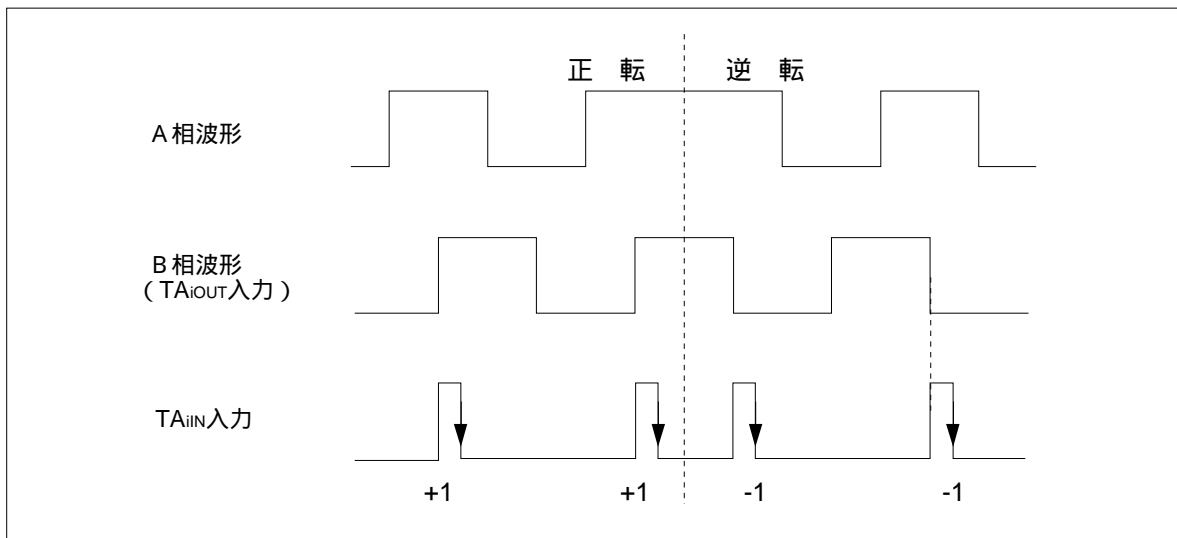 正 転 逆 転
A 相波形
B 相波形
( TAiOUT入力 )
TAiIN入力
+1 +1 -1 -1